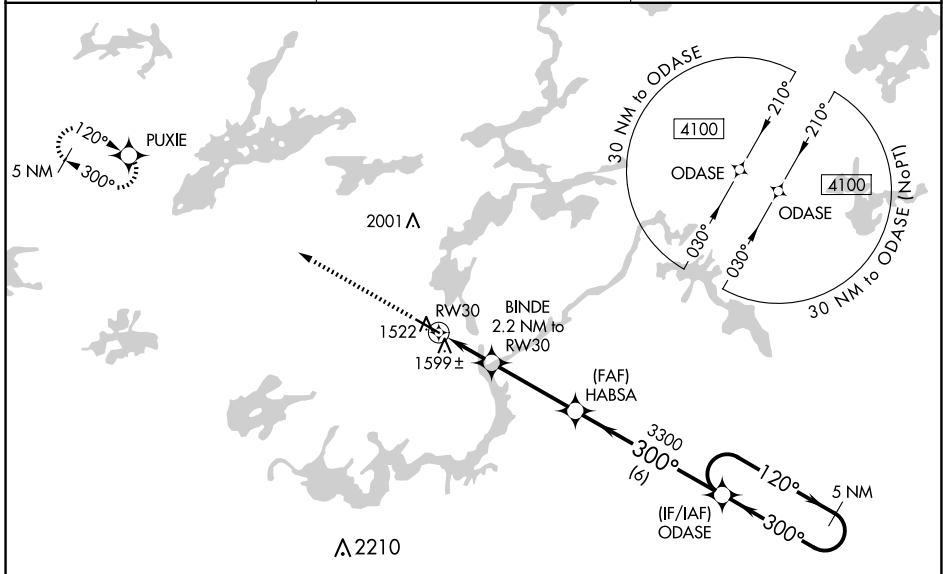 30 NM to ODASE
210°
4100
ODASE
030°
210°
4100
ODASE
030°
30 NM to ODASE (NoPT)
120°
PUXIE
5 NM
300°
2001
RW30
1522
1599±
BINDE
2.2 NM to
RW30
(FAF)
HABSA
3300
300°
(6)
120°
5 NM
300°
(IF/IAF)
ODASE
2210